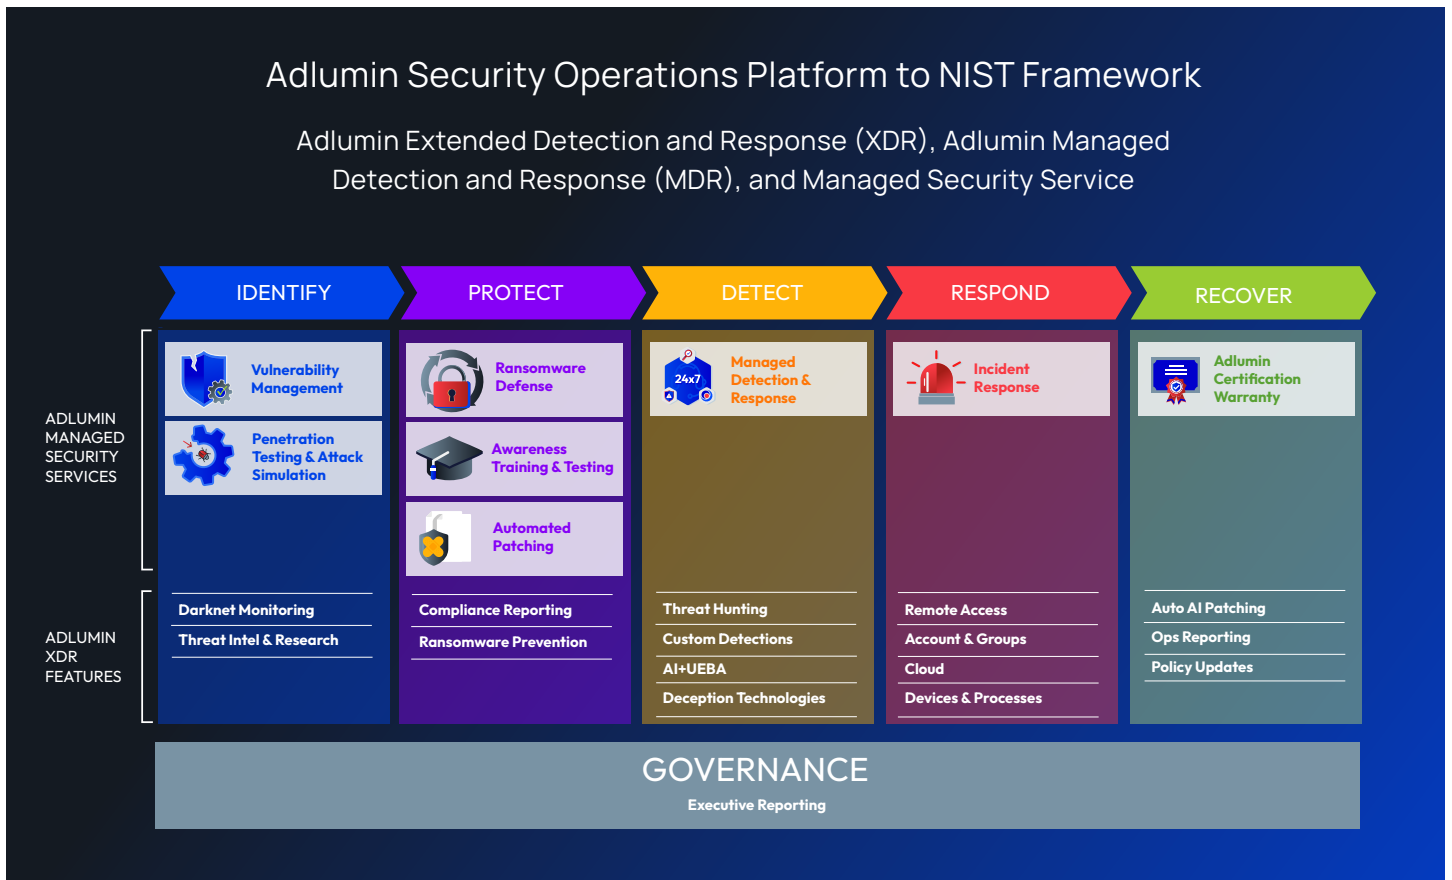 Adlumin Security Operations Platform to NIST Framework
Adlumin Extended Detection and Response (XDR), Adlumin Managed
Detection and Response (MDR), and Managed Security Service
IDENTIFY
PROTECT
DETECT
RESPOND
RECOVER
ADLUMIN
MANAGED
SECURITY
SERVICES
Vulnerability
Management
Penetration
Testing & Attack
Simulation
Ransomware
Defense
Awareness
Training & Testing
Automated
Patching
24x7
Managed
Detection &
Response
Incident
Response
Adlumin
Certification
Warranty
ADLUMIN
XDR
FEATURES
Darknet Monitoring
Threat Intel & Research
Compliance Reporting
Ransomware Prevention
Threat Hunting
Custom Detections
AI+UEBA
Deception Technologies
Remote Access
Account & Groups
Cloud
Devices & Processes
Auto AI Patching
Ops Reporting
Policy Updates
GOVERNANCE
Executive Reporting